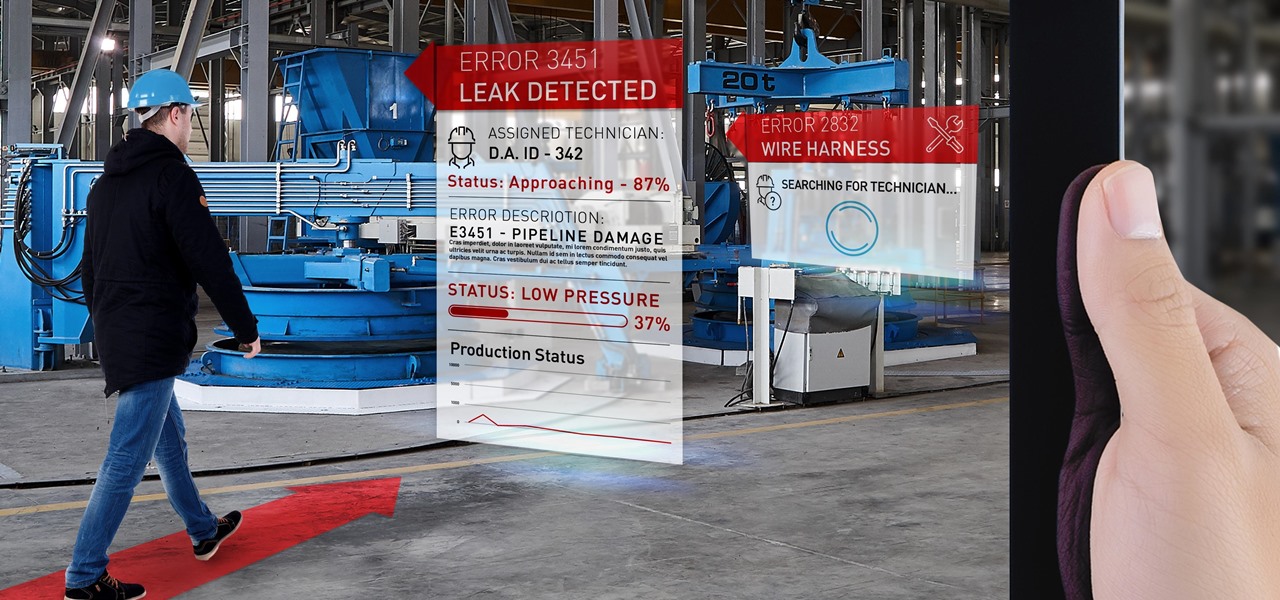 ERROR 3451
LEAK DETECTED
ASSIGNED TECHNICIAN:
D.A. ID - 342
Status: Approaching - 87%
ERROR DESCRIOTION:
E3451 - PIPELINE DAMAGE
Cras imperdiet, dolor in laoreet vulputate, mi lorem condimentum justo, quis
ultricies velit urna ac turpis. Nullam id sem in lectus commodo consequat vel
dapibus magna. Cras vestibulum dui ac tellus semper tincidunt.
STATUS: LOW PRESSURE
37%
Production Status
0
1
20t
ERROR 2832
WIRE HARNESS
?
SEARCHING FOR TECHNICIAN...